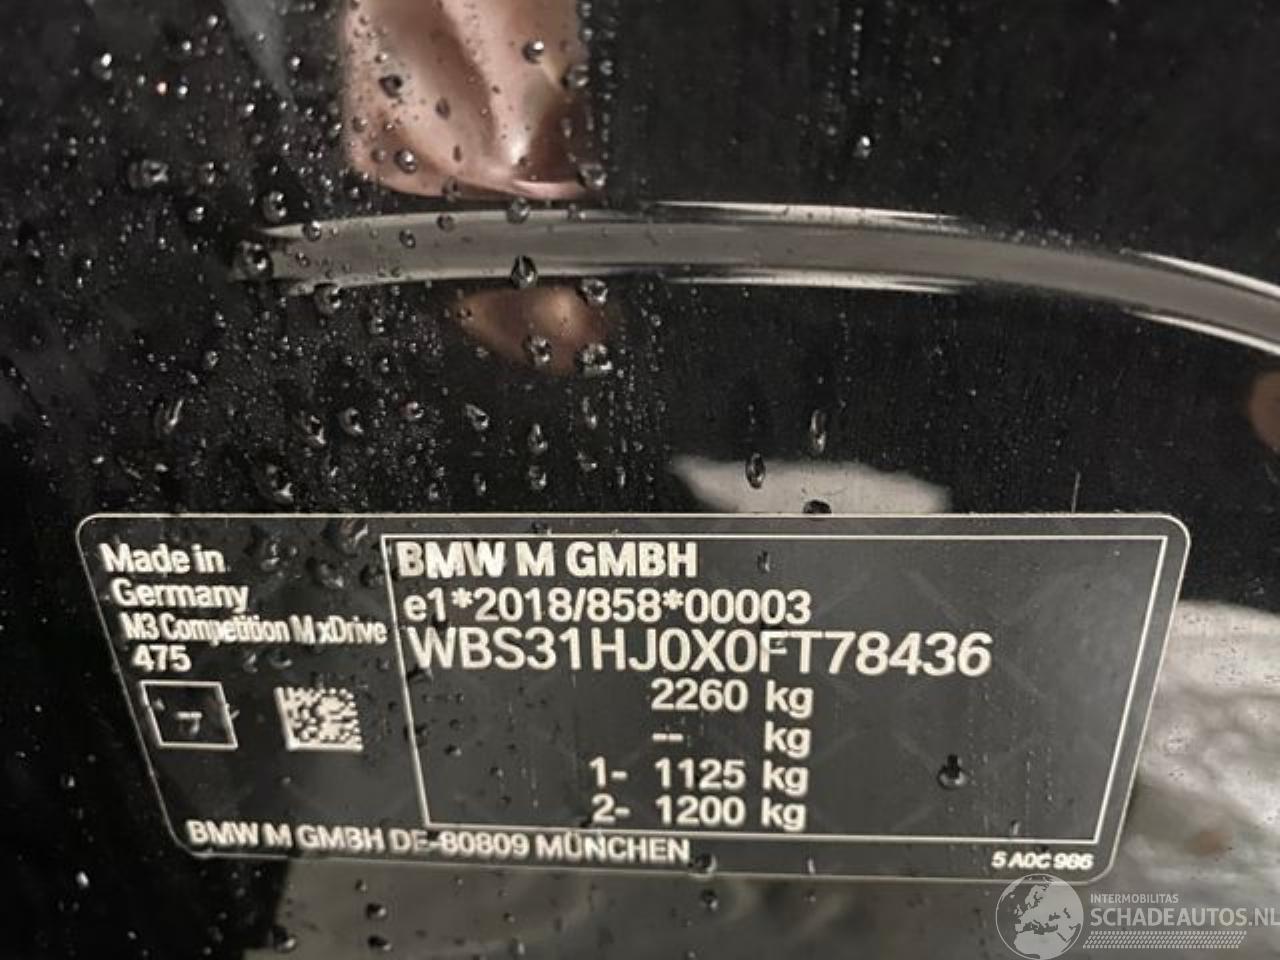 Made in
Germany
M3 Competition M xDrive
475
BMW M GMBH
e1*2018/858*00003
WBS31HJ0X0FT78436
2260 kg
-- kg
1- 1125 kg
2- 1200 kg
BMW M GMBH DE-80809 MÜNCHEN
5 A0C 986
INTERMOBILITAS
SCHADEAUTOS.NL